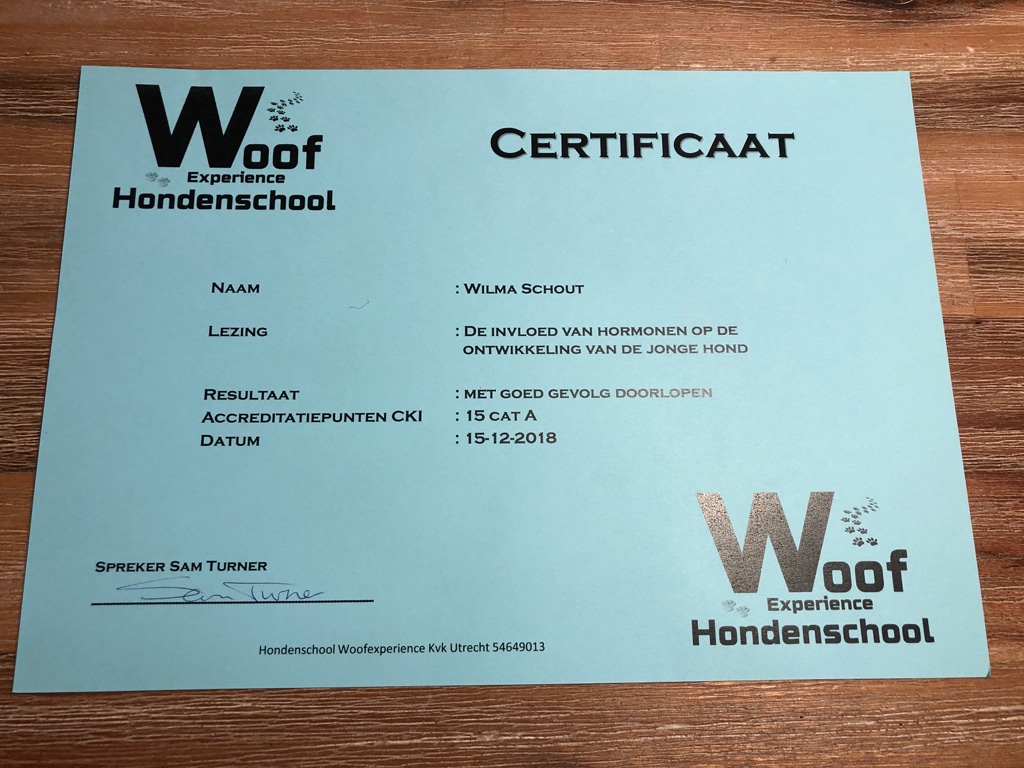 Woof
Experience
Hondenschool
CERTIFICAAT
NAAM : WILMA SCHOUT
LEZING : DE INVLOED VAN HORMONEN OP DE
ONTWIKKELING VAN DE JONGE HOND
RESULTAAT : MET GOED GEVOLG DOORLOPEN
ACCREDITATIEPUNTEN CKI : 15 CAT A
DATUM : 15-12-2018
SPREKER SAM TURNER
Sam Turner
Hondenschool Woofexperience Kvk Utrecht 54649013
Woof
Experience
Hondenschool